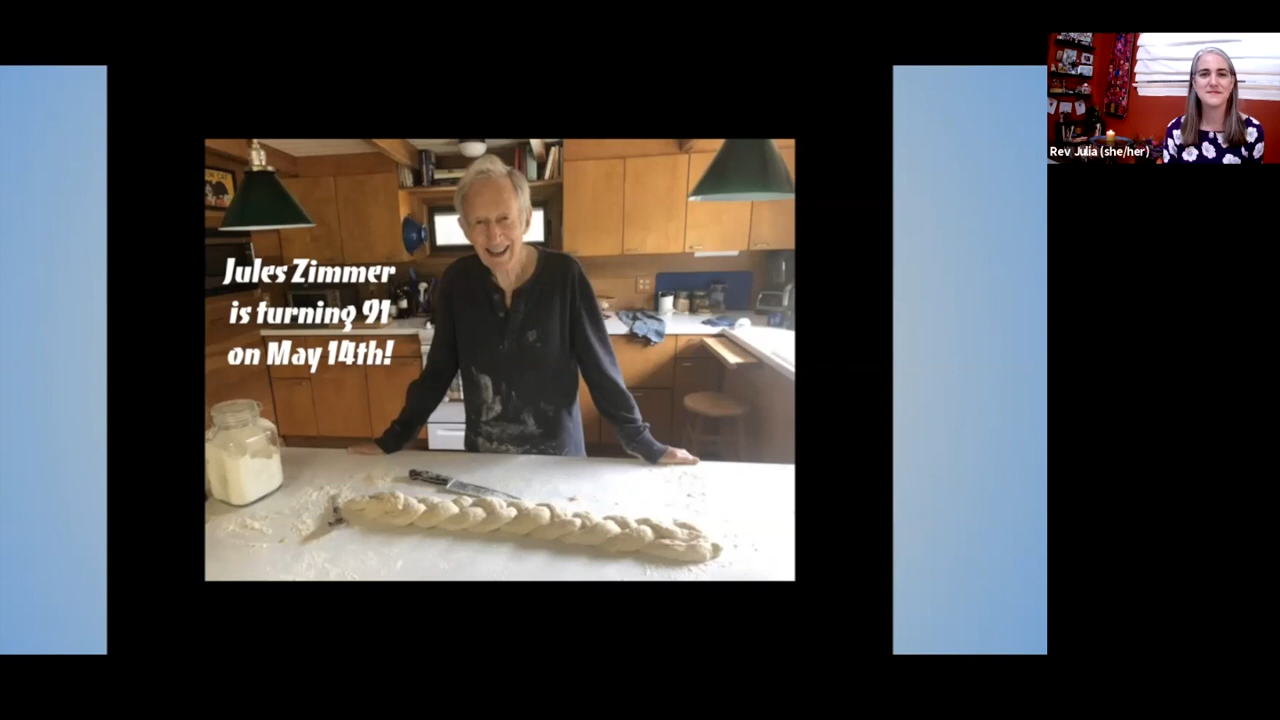 Jules Zimmer
is turning 91
on May 14th!
Rev Julia (she/her)